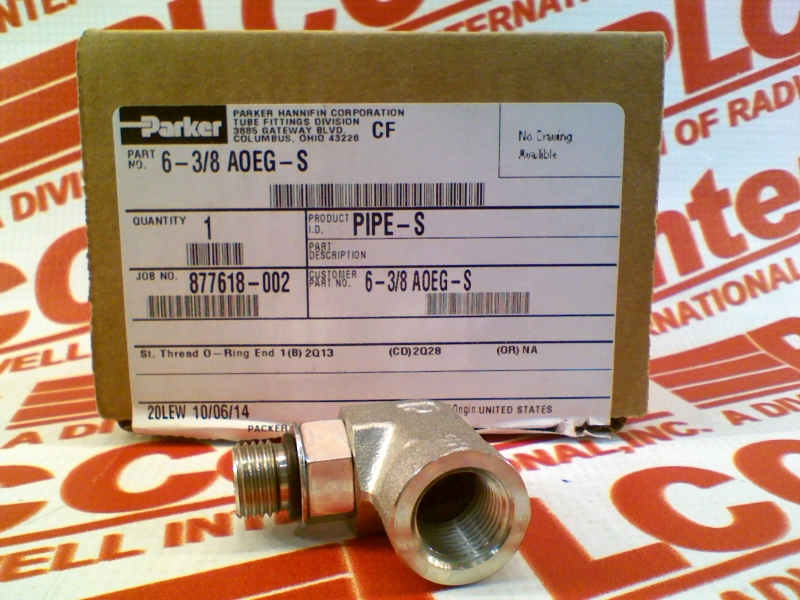 Parker
PARKER HANNIFIN CORPORATION
TUBE FITTINGS DIVISION
3885 GATEWAY BLVD. CF
COLUMBUS, OHIO 43228
No Drawing
Available
PART NO. 6-3/8 AOEG-S
QUANTITY 1
PRODUCT I.D. PIPE-S
PART DESCRIPTION
JOB NO. 877618-002
CUSTOMER PART NO. 6-3/8 AOEG-S
St. Thread O-Ring End 1(B) 2Q13 (CD)2Q28 (OR) NA
20LEW 10/06/14
Origin:UNITED STATES
PACKER#